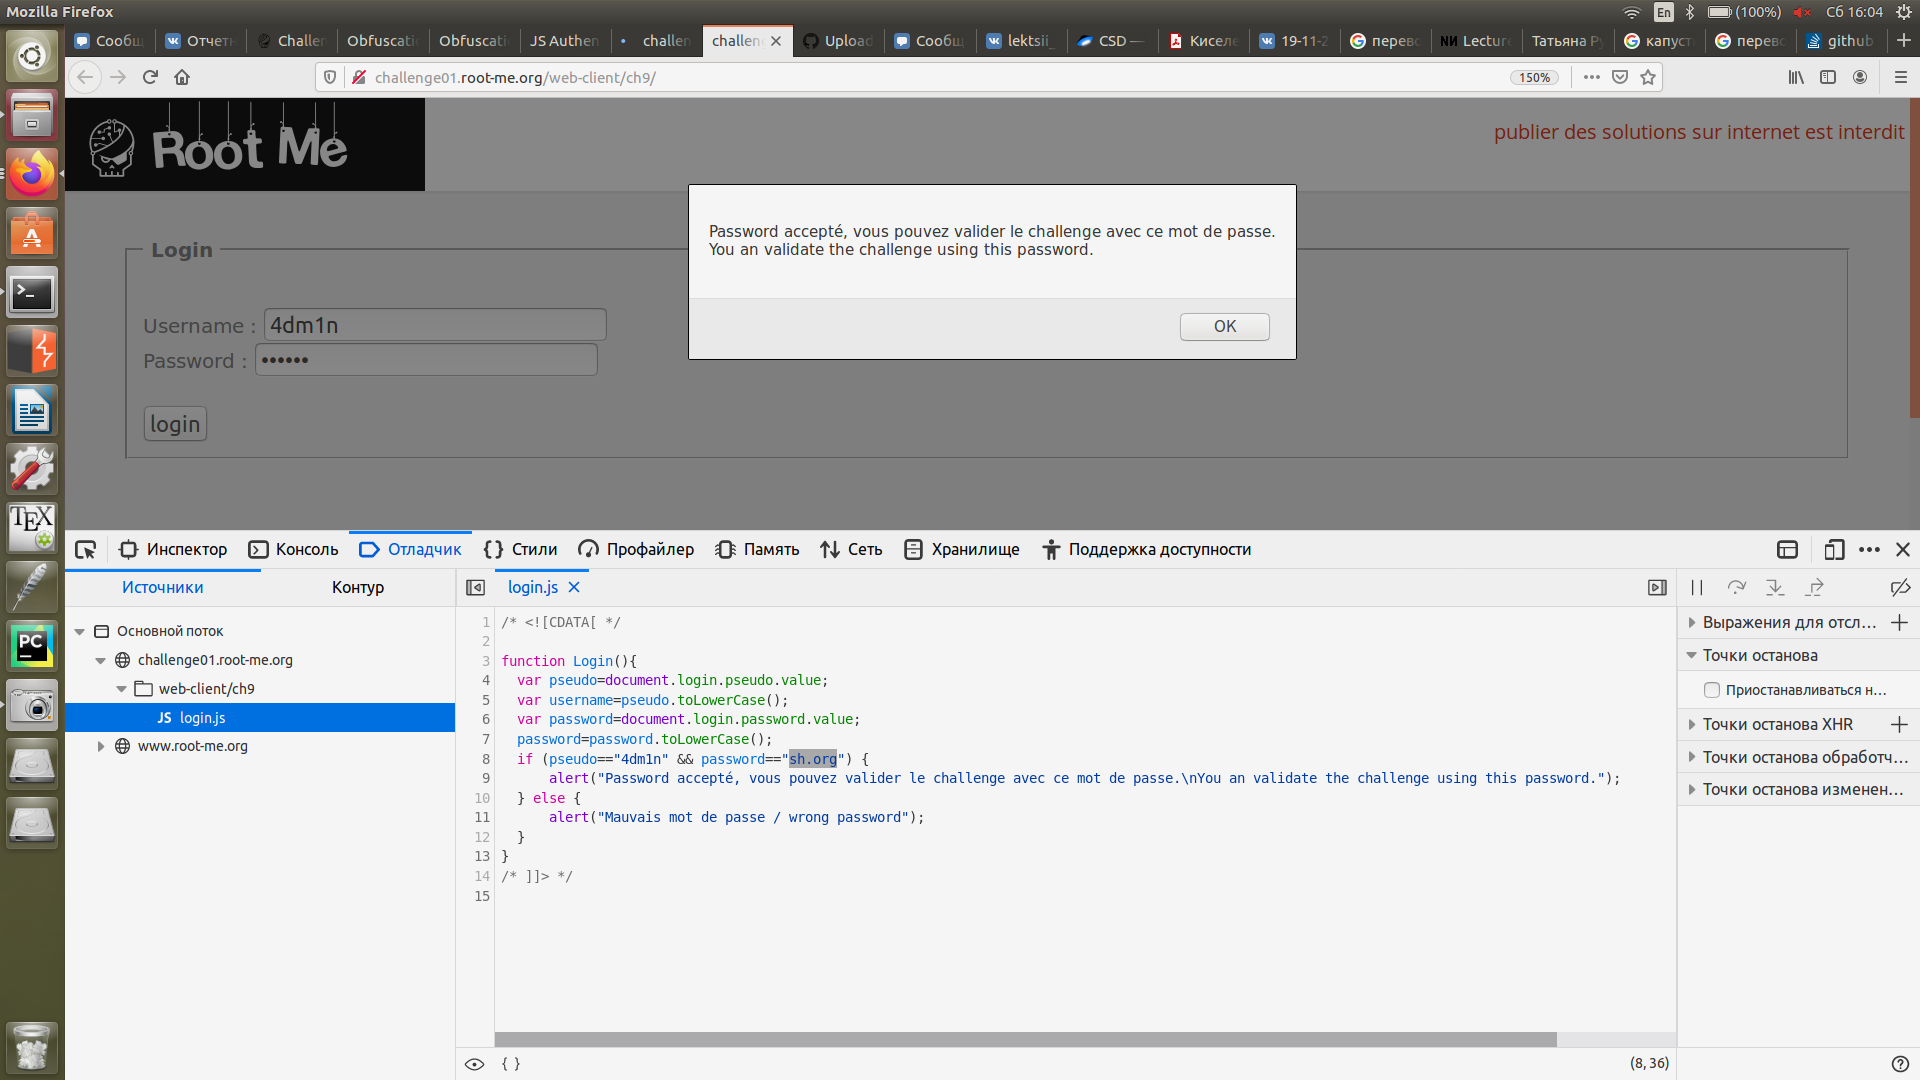 Mozilla Firefox
En
(100%)
Сб 16:04
Сообщ
Отчетн
Challen
Obfuscatio
Obfuscatio
JS Authen
challen
challeng
Upload
Сообщ
lektsii_
CSD —
Кисел
19-11-2
перево
Lecture
Татьяна Ру
капуст
перево
github
challenge01.root-me.org/web-client/ch9/
150%
Root Me
publier des solutions sur internet est interdit
Password accepté, vous pouvez valider le challenge avec ce mot de passe.
You an validate the challenge using this password.
OK
Login
Username : 4dm1n
Password : ••••••
login
Инспектор
Консоль
Отладчик
Стили
Профайлер
Память
Сеть
Хранилище
Поддержка доступности
Источники
Контур
login.js
Основной поток
challenge01.root-me.org
web-client/ch9
JS login.js
www.root-me.org
1 /* <![CDATA[ */
2
3 function Login(){
4 var pseudo=document.login.pseudo.value;
5 var username=pseudo.toLowerCase();
6 var password=document.login.password.value;
7 password=password.toLowerCase();
8 if (pseudo=="4dm1n" && password=="sh.org") {
9 alert("Password accepté, vous pouvez valider le challenge avec ce mot de passe.\nYou an validate the challenge using this password.");
10 } else {
11 alert("Mauvais mot de passe / wrong password");
12 }
13 }
14 /* ]]> */
15
{ }
(8, 36)
Выражения для отсл...
Точки останова
Приостанавливаться н...
Точки останова XHR
Точки останова обработч...
Точки останова изменен...
TEX
PC